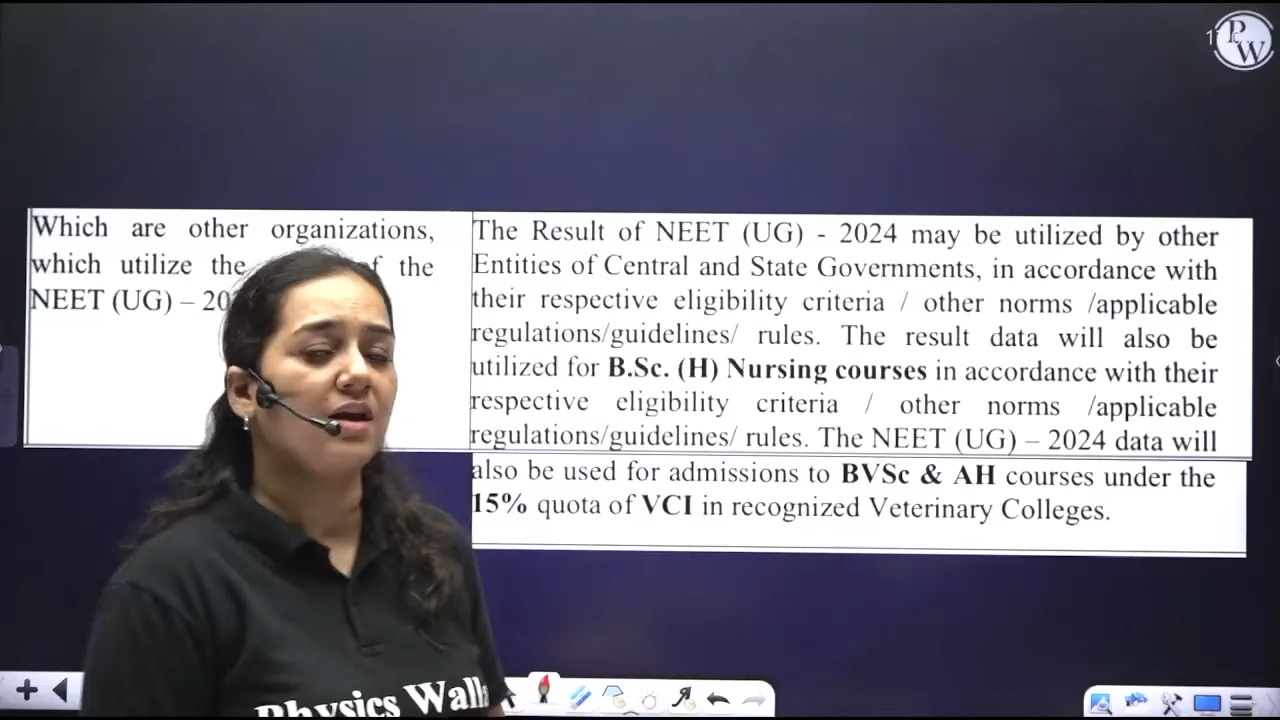 PW
Which are other organizations,
which utilize the of the
NEET (UG) –
The Result of NEET (UG) - 2024 may be utilized by other
Entities of Central and State Governments, in accordance with
their respective eligibility criteria / other norms /applicable
regulations/guidelines/ rules. The result data will also be
utilized for B.Sc. (H) Nursing courses in accordance with their
respective eligibility criteria / other norms /applicable
regulations/guidelines/ rules. The NEET (UG) – 2024 data will
also be used for admissions to BVSc & AH courses under the
15% quota of VCI in recognized Veterinary Colleges.
Physics